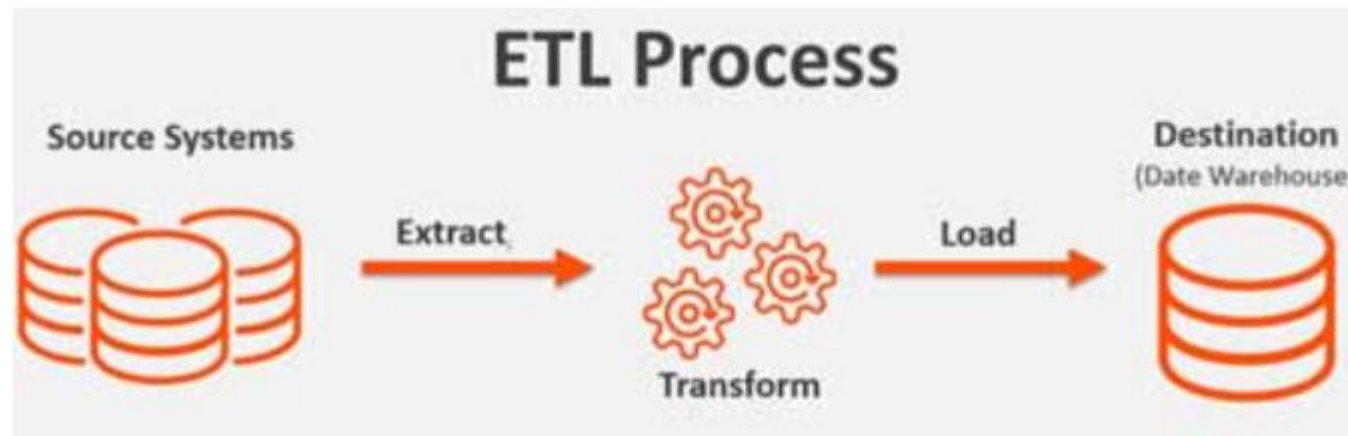 ETL Process
Source Systems
Extract
Transform
Load
Destination
(Date Warehouse